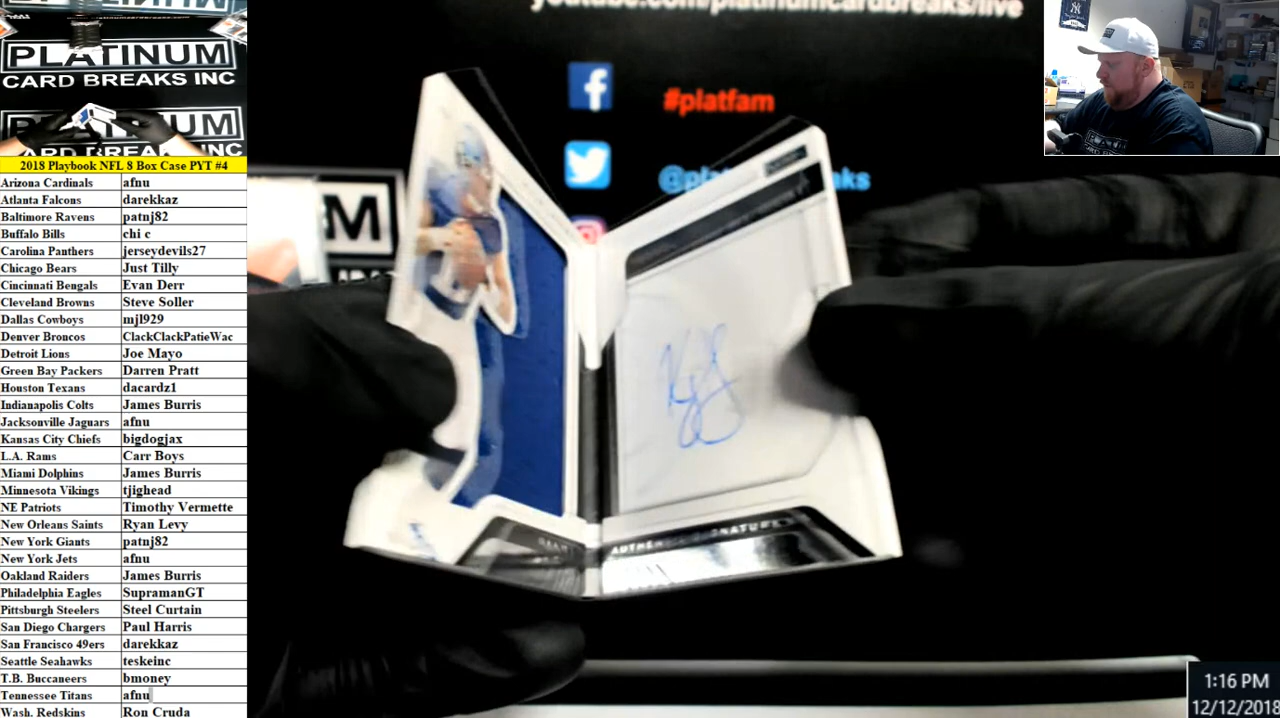 PLATINUM
CARD BREAKS INC
2018 Playbook NFL 8 Box Case PYT #4
Arizona Cardinals afnu
Atlanta Falcons darekkaz
Baltimore Ravens patnj82
Buffalo Bills chi c
Carolina Panthers jerseydevils27
Chicago Bears Just Tilly
Cincinnati Bengals Evan Derr
Cleveland Browns Steve Soller
Dallas Cowboys mjl929
Denver Broncos ClackClackPatieWac
Detroit Lions Joe Mayo
Green Bay Packers Darren Pratt
Houston Texans dacardz1
Indianapolis Colts James Burris
Jacksonville Jaguars afnu
Kansas City Chiefs bigdogjax
L.A. Rams Carr Boys
Miami Dolphins James Burris
Minnesota Vikings tjighead
NE Patriots Timothy Vermette
New Orleans Saints Ryan Levy
New York Giants patnj82
New York Jets afnu
Oakland Raiders James Burris
Philadelphia Eagles SupramanGT
Pittsburgh Steelers Steel Curtain
San Diego Chargers Paul Harris
San Francisco 49ers darekkaz
Seattle Seahawks teskeinc
T.B. Buccaneers bmoney
Tennessee Titans afnu
Wash. Redskins Ron Cruda
youtube.com/platinumcardbreaks/live
#platfam
1:16 PM
12/12/2018